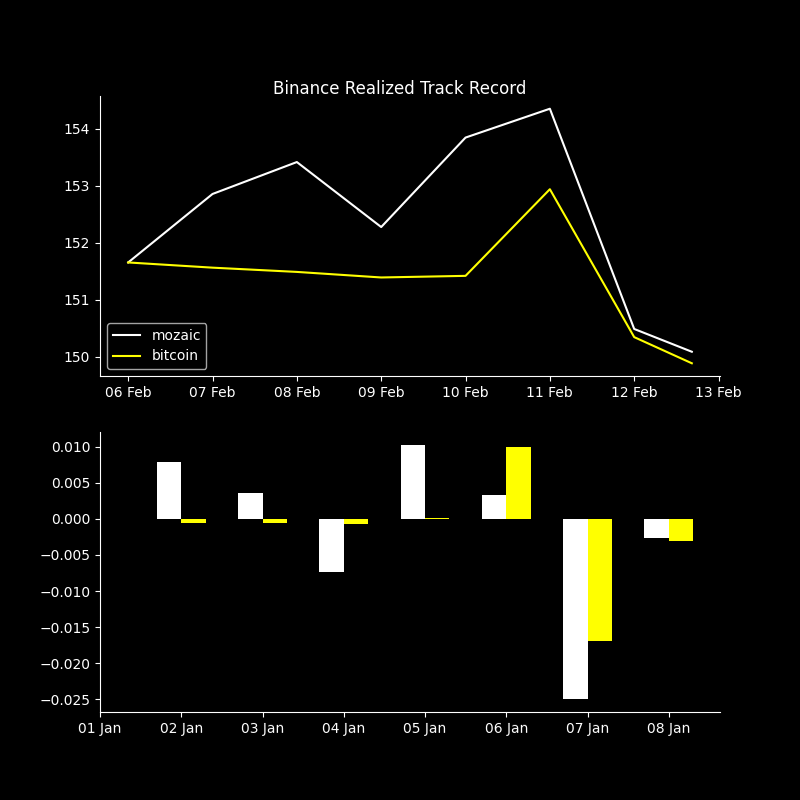 Binance Realized Track Record
154
153
152
151
150
mozaic
bitcoin
06 Feb 07 Feb 08 Feb 09 Feb 10 Feb 11 Feb 12 Feb 13 Feb
0.010
0.005
0.000
−0.005
−0.010
−0.015
−0.020
−0.025
01 Jan 02 Jan 03 Jan 04 Jan 05 Jan 06 Jan 07 Jan 08 Jan